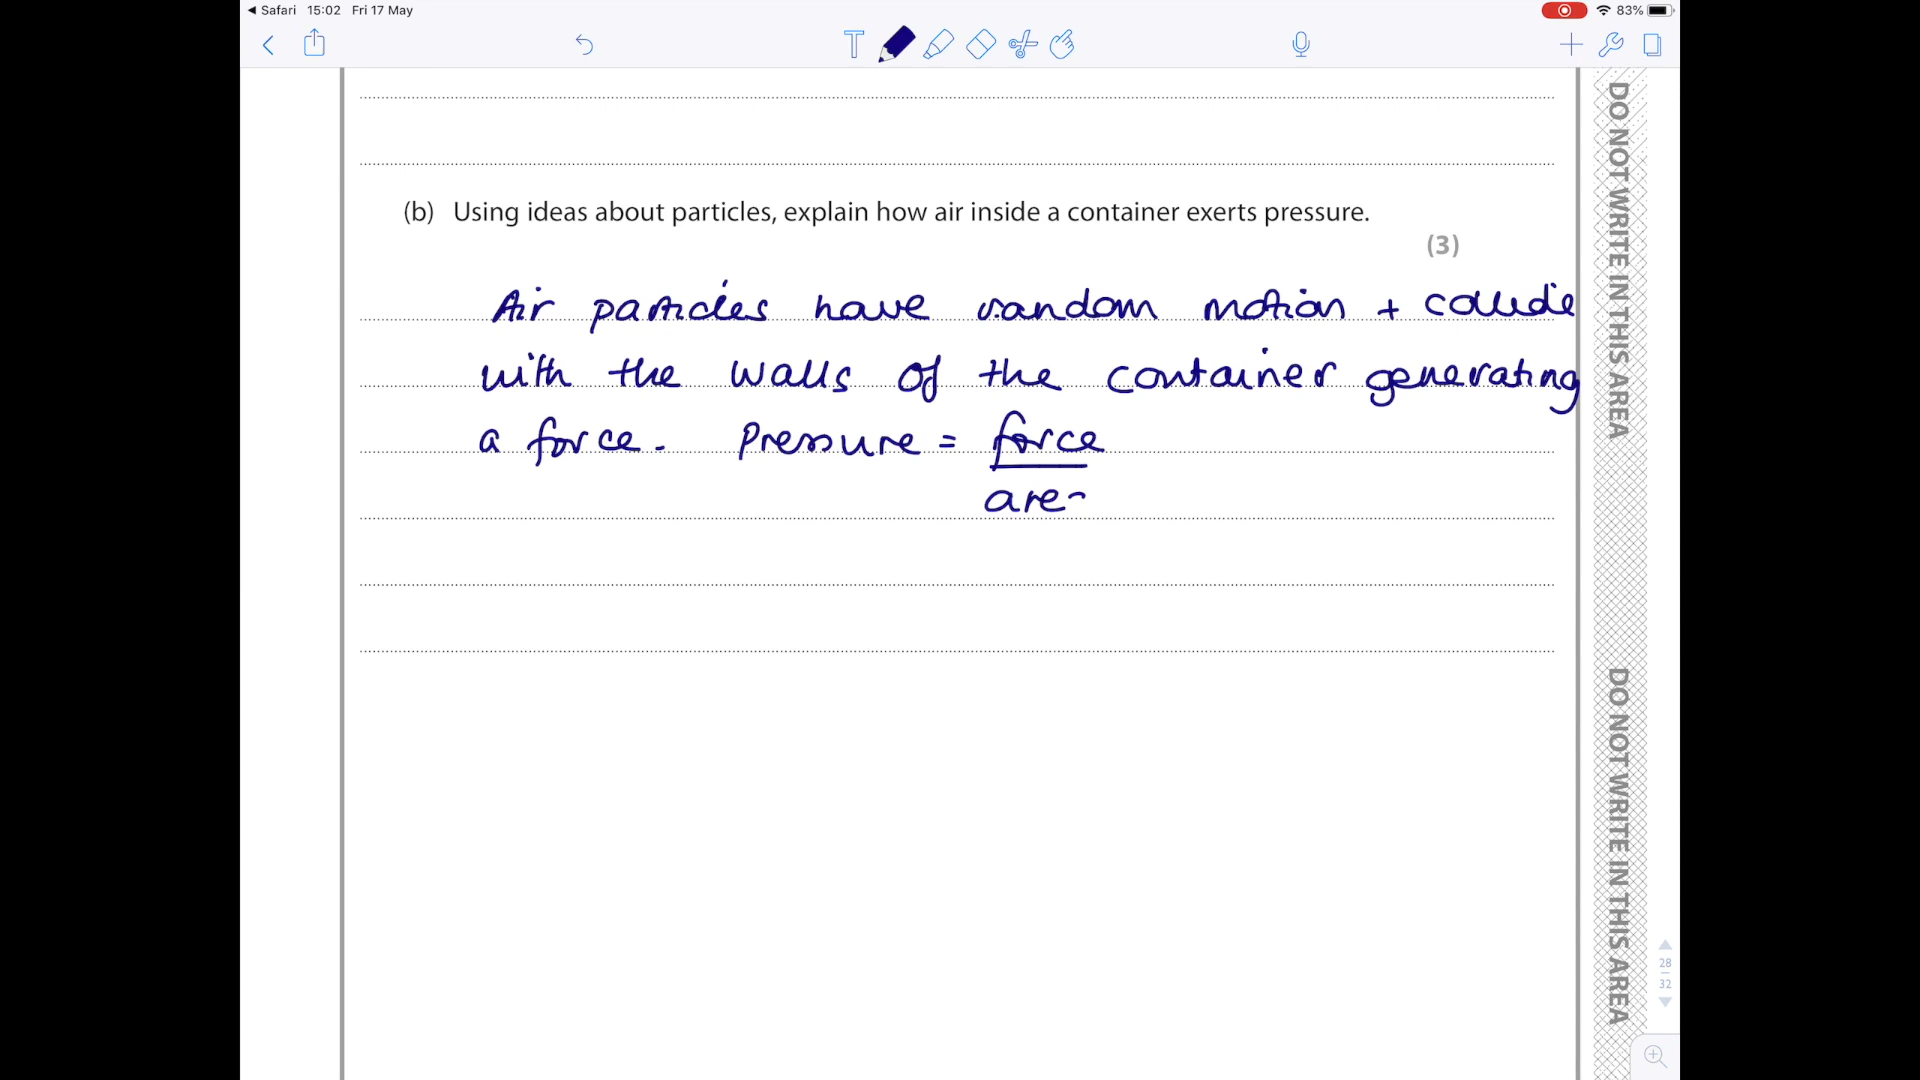 Safari 15:02 Fri 17 May
83%
T
DO NOT WRITE IN THIS AREA
(b) Using ideas about particles, explain how air inside a container exerts pressure.
(3)
Air particles have random motion + collide
with the walls of the container generating
a force. Pressure = force
are
DO NOT WRITE IN THIS AREA
28
32